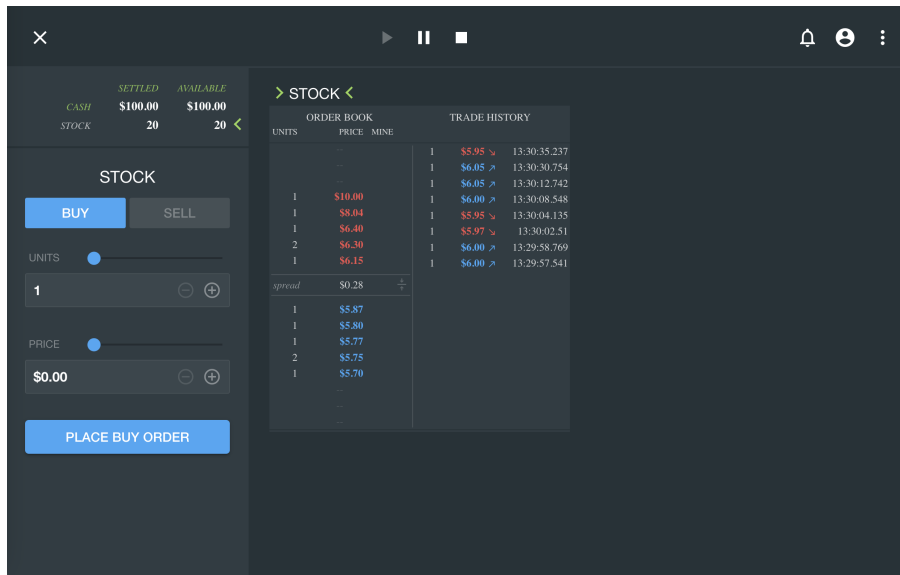 SETTLED AVAILABLE
CASH $100.00 $100.00
STOCK 20 20
STOCK
BUY SELL
UNITS
1
PRICE
$0.00
PLACE BUY ORDER
STOCK
ORDER BOOK
UNITS PRICE MINE
--
--
--
1 $10.00
1 $8.04
1 $6.40
2 $6.30
1 $6.15
spread $0.28
1 $5.87
1 $5.80
1 $5.77
2 $5.75
1 $5.70
--
--
--
TRADE HISTORY
1 $5.95 ↘ 13:30:35.237
1 $6.05 ↗ 13:30:30.754
1 $6.05 ↗ 13:30:12.742
1 $6.00 ↗ 13:30:08.548
1 $5.95 ↘ 13:30:04.135
1 $5.97 ↘ 13:30:02.51
1 $6.00 ↗ 13:29:58.769
1 $6.00 ↗ 13:29:57.541